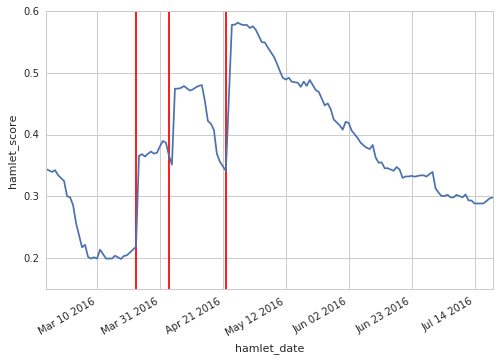 0.6
0.5
0.4
0.3
0.2
hamlet_score
Mar 10 2016
Mar 31 2016
Apr 21 2016
May 12 2016
Jun 02 2016
Jun 23 2016
Jul 14 2016
hamlet_date